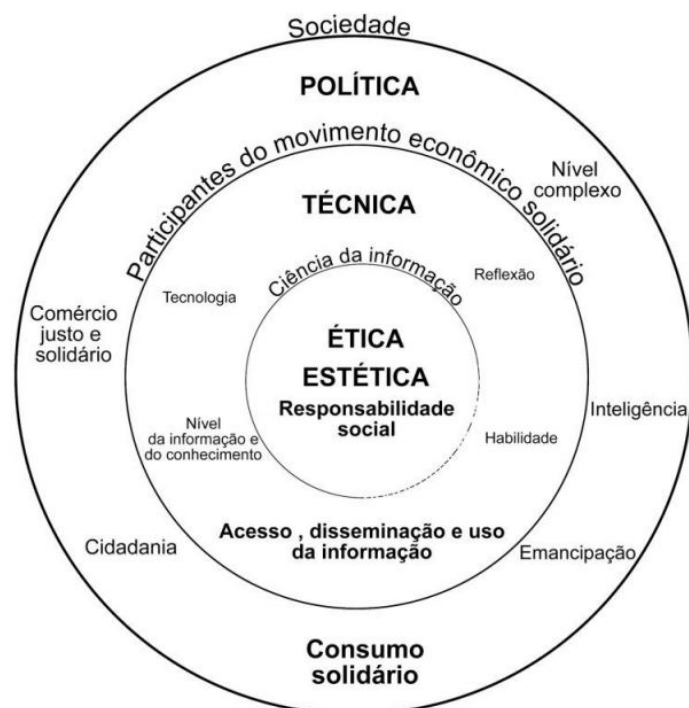 Sociedade
POLÍTICA
Participantes do movimento econômico solidário
Nível
complexo
TÉCNICA
Ciência da informação
Reflexão
Tecnologia
Comércio
justo e
solidário
ÉTICA
ESTÉTICA
Responsabilidade
social
Inteligência
Nível
da informação e
do conhecimento
Habilidade
Acesso , disseminação e uso
da informação
Cidadania
Emancipação
Consumo
solidário